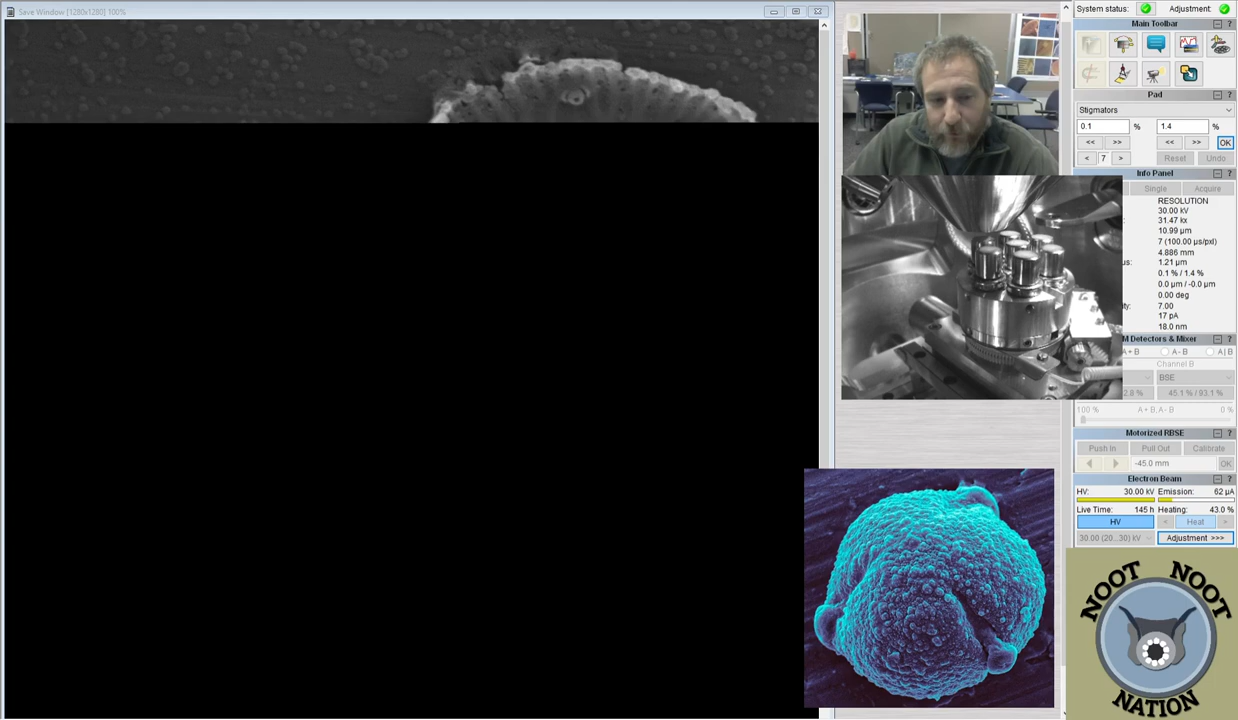 Save Window [1280x1280] 100%
System status:
Adjustment:
Main Toolbar
Pad
Stigmators
0.1 %
1.4 %
<< >>
<< >>
OK
< 7 >
Reset
Undo
Info Panel
Single
Acquire
RESOLUTION
30.00 kV
31.47 kx
10.99 µm
7 (100.00 µs/pxl)
4.886 mm
us: 1.21 µm
0.1 % / 1.4 %
0.0 µm / -0.0 µm
0.00 deg
ity: 7.00
17 pA
18.0 nm
M Detectors & Mixer
A + B
A - B
A | B
Channel B
BSE
2.8 %
45.1 % / 93.1 %
100 %
A + B, A - B
0 %
Motorized RBSE
Push In
Pull Out
Calibrate
-45.0 mm
OK
Electron Beam
HV: 30.00 kV
Emission: 62 µA
Live Time: 145 h
Heating: 43.0 %
HV
< Heat >
30.00 (20...30) kV
Adjustment >>>
NOOT NOOT
NATION